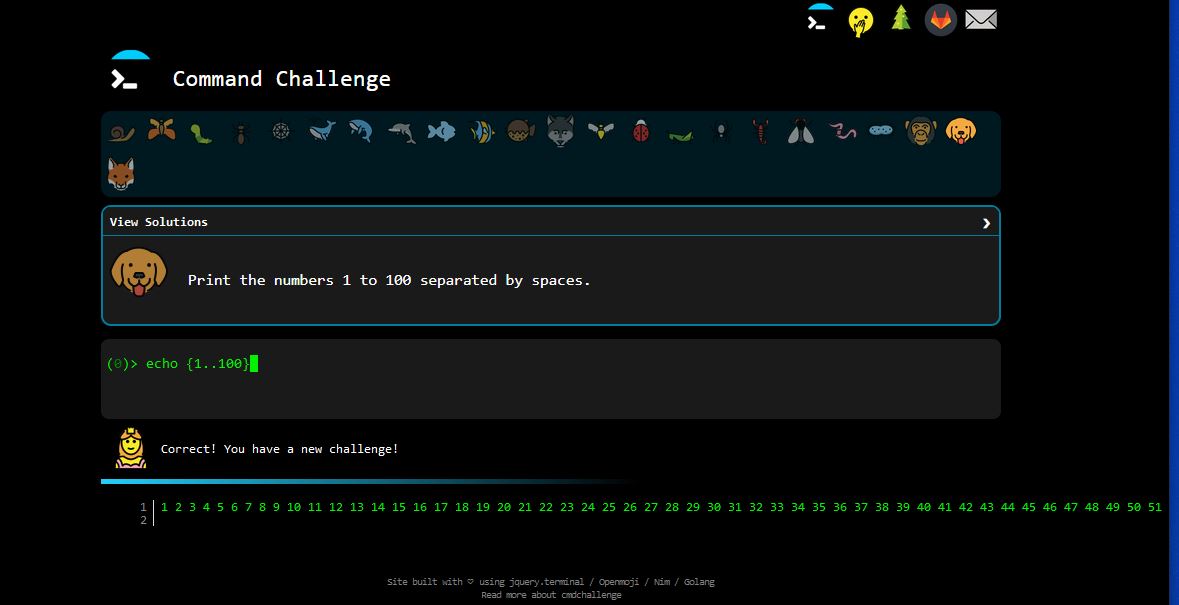 Command Challenge
View Solutions
Print the numbers 1 to 100 separated by spaces.
(0)> echo {1..100}
Correct! You have a new challenge!
1 1 2 3 4 5 6 7 8 9 10 11 12 13 14 15 16 17 18 19 20 21 22 23 24 25 26 27 28 29 30 31 32 33 34 35 36 37 38 39 40 41 42 43 44 45 46 47 48 49 50 51
2
Site built with ♡ using jquery.terminal / Openmoji / Nim / Golang
Read more about cmdchallenge